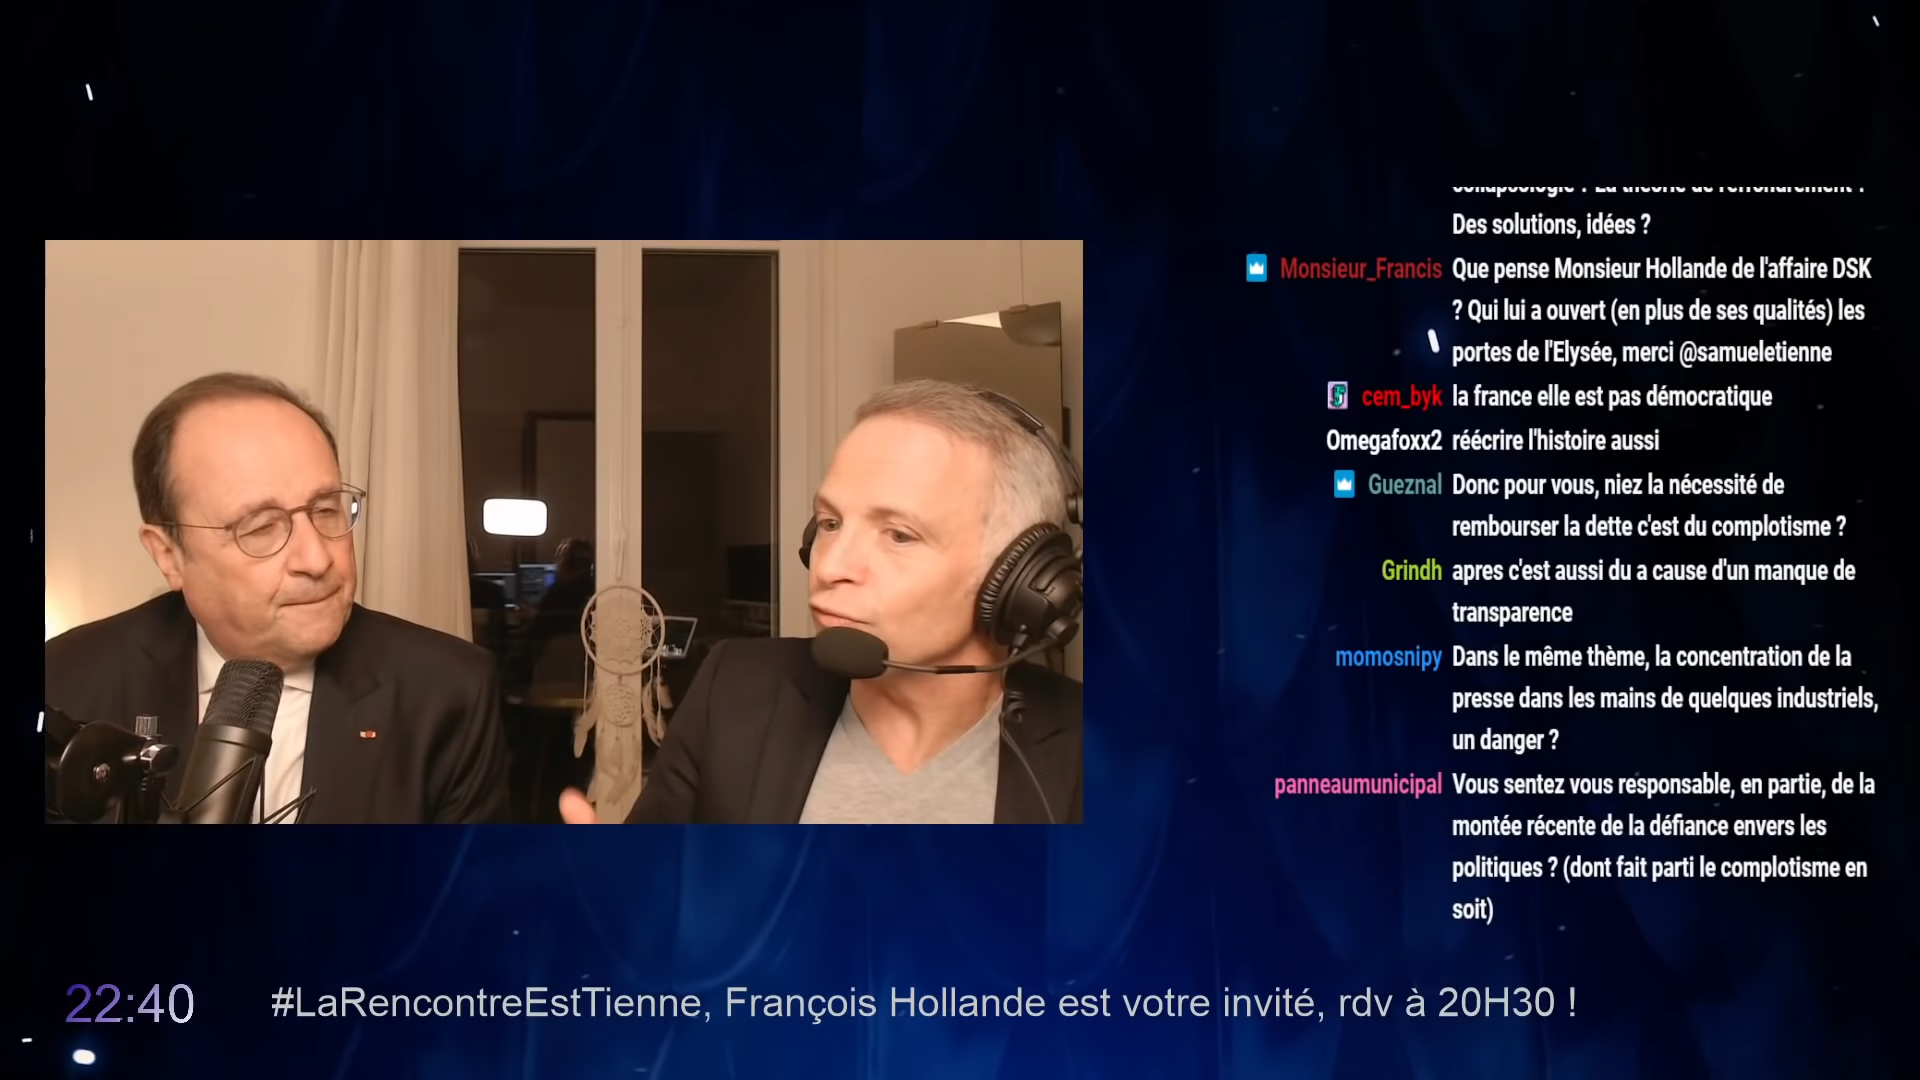 Des solutions, idées ?
Monsieur_Francis Que pense Monsieur Hollande de l'affaire DSK
? Qui lui a ouvert (en plus de ses qualités) les
portes de l'Elysée, merci @samueletienne
cem_byk la france elle est pas démocratique
Omegafoxx2 réécrire l'histoire aussi
Gueznal Donc pour vous, niez la nécessité de
rembourser la dette c'est du complotisme ?
Grindh apres c'est aussi du a cause d'un manque de
transparence
momosnipy Dans le même thème, la concentration de la
presse dans les mains de quelques industriels,
un danger ?
panneaumunicipal Vous sentez vous responsable, en partie, de la
montée récente de la défiance envers les
politiques ? (dont fait parti le complotisme en
soit)
22:40 #LaRencontreEstTienne, François Hollande est votre invité, rdv à 20H30 !